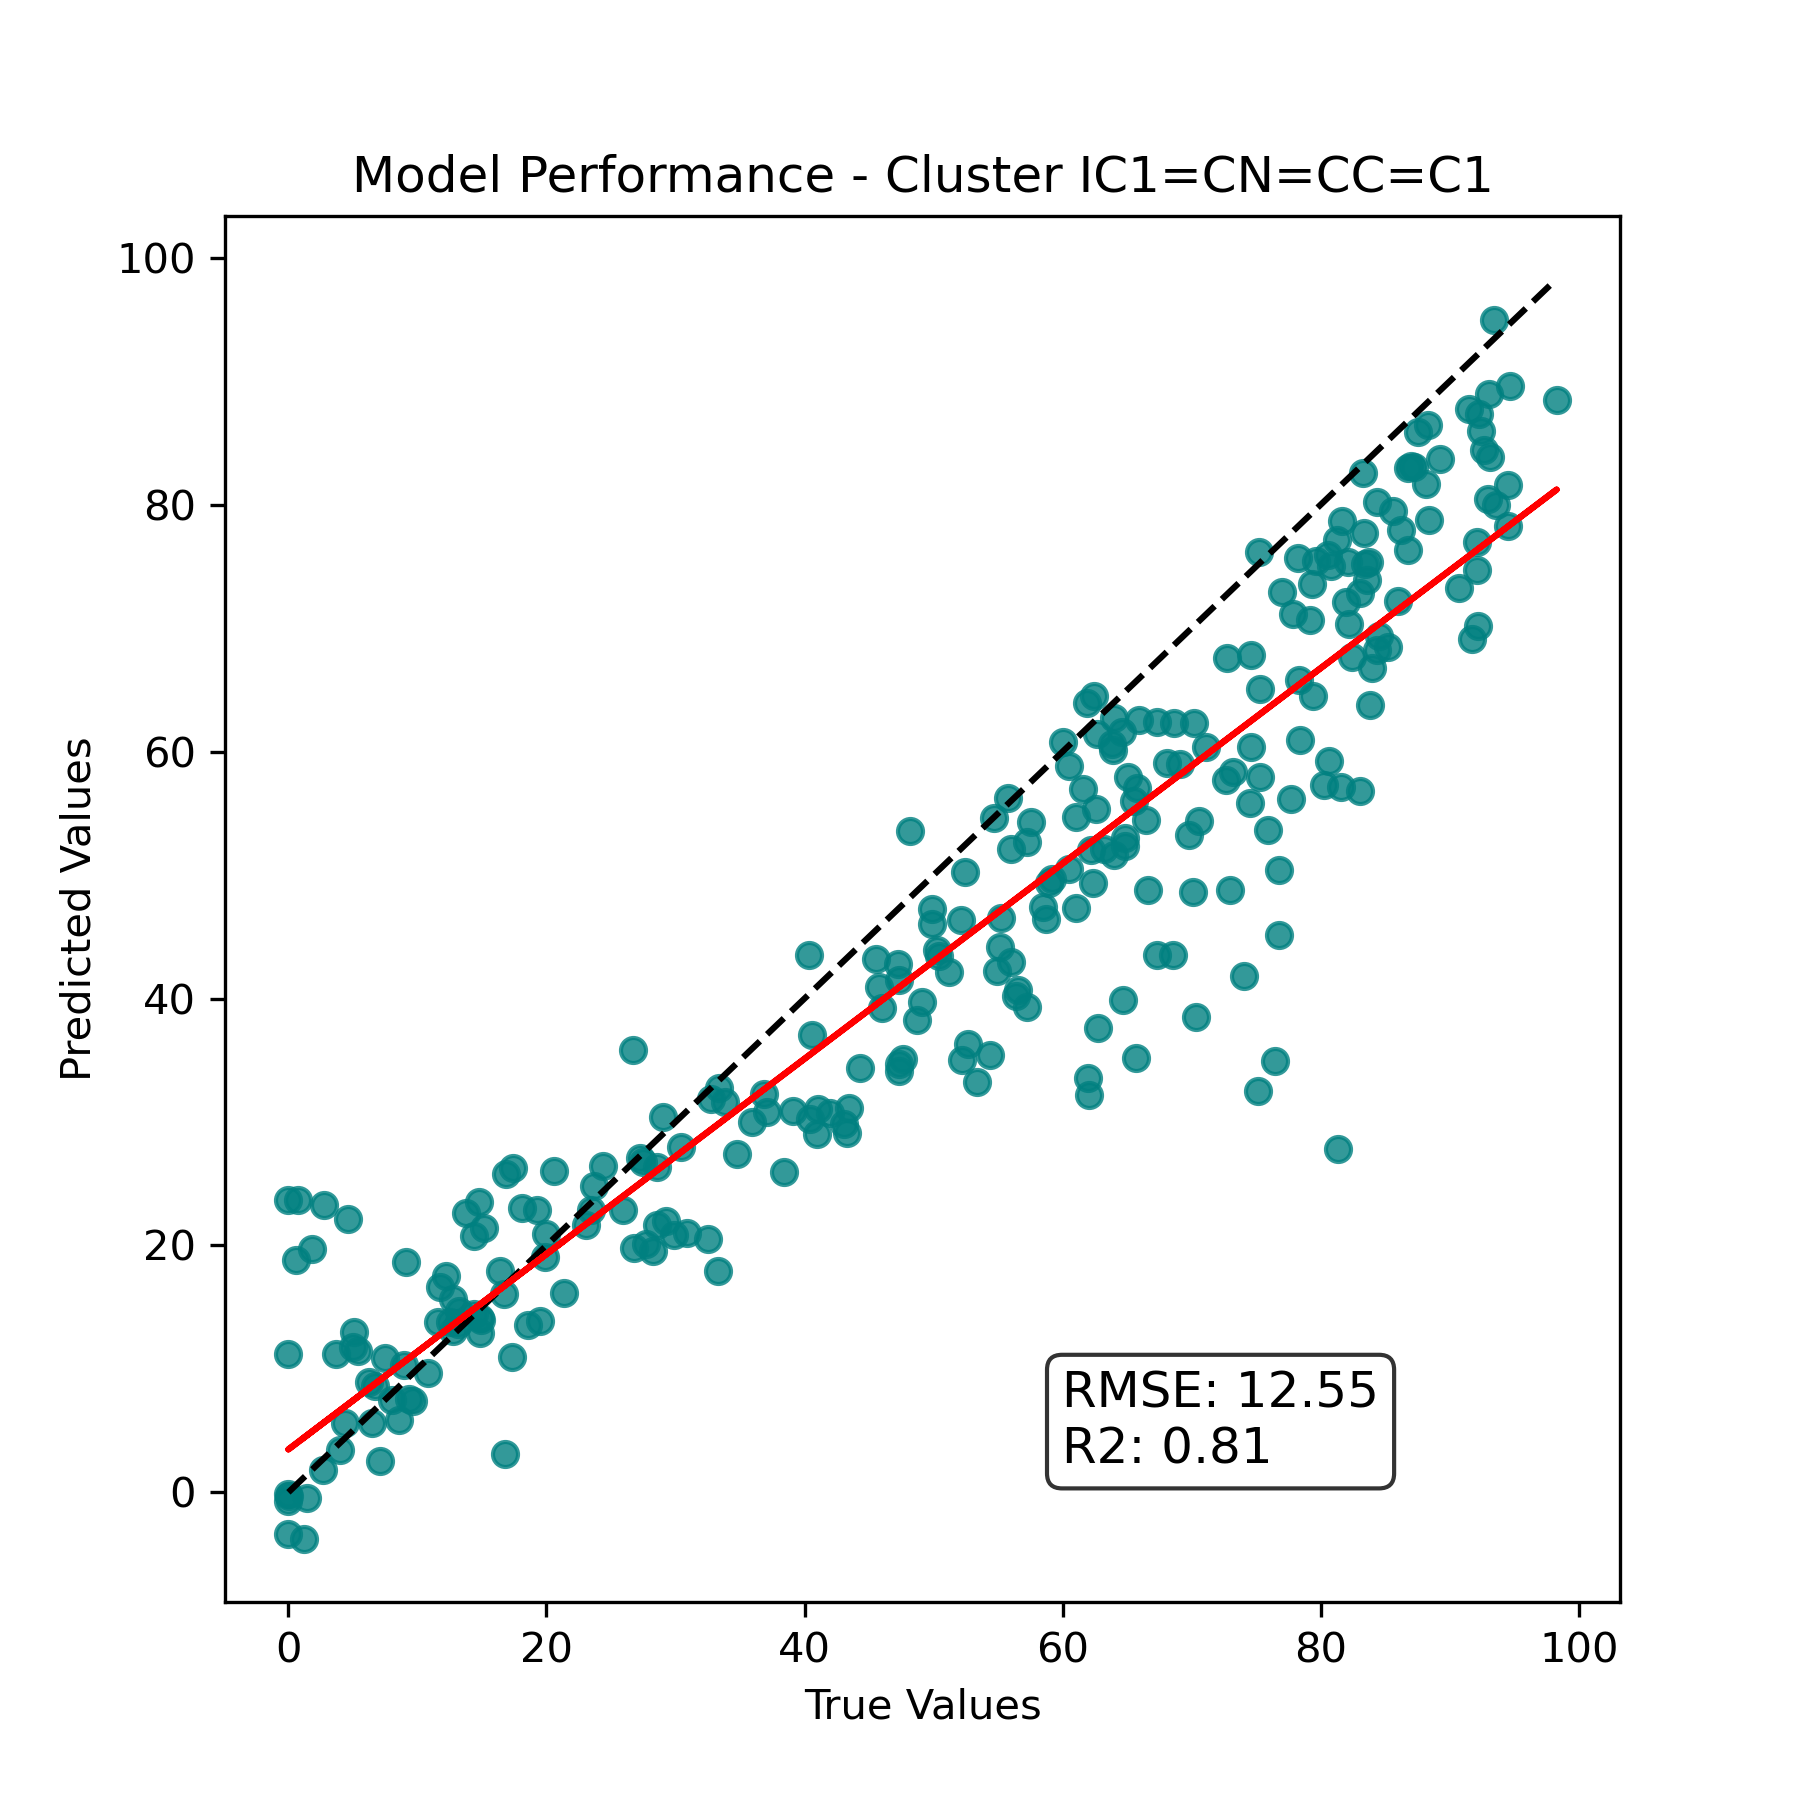 Model Performance - Cluster IC1=CN=CC=C1
100
80
60
40
20
0
Predicted Values
RMSE: 12.55
R2: 0.81
0 20 40 60 80 100
True Values